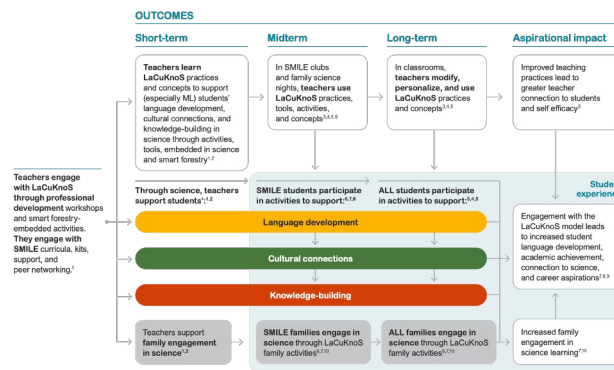 OUTCOMES
Short-term
Midterm
Long-term
Aspirational impact
Teachers learn
LaCuKnoS practices
and concepts to support
(especially ML) students'
language development,
cultural connections, and
knowledge-building in
science through activities,
tools, embedded in science
and smart forestry1,2
In SMILE clubs
and family science
nights, teachers use
LaCuKnoS practices,
tools, activities,
and concepts3,4,5,6
In classrooms,
teachers modify,
personalize, and use
LaCuKnoS practices
and concepts3,4,5
Improved teaching
practices lead to
greater teacher
connection to students
and self efficacy5
Teachers engage
with LaCuKnoS
through professional
development workshops
and smart forestry-
embedded activities.
They engage with
SMILE curricula, kits,
support, and
peer networking.1
Through science, teachers
support students*:1,2
SMILE students participate
in activities to support:6,7,8
ALL students participate
in activities to support:3,4,5
Student
experience
Language development
Cultural connections
Knowledge-building
Engagement with the
LaCuKnoS model leads
to increased student
language development,
academic achievement,
connection to science,
and career aspirations7,8,9
Teachers support
family engagement
in science1,2
SMILE families engage in
science through LaCuKnoS
family activities6,7,10
ALL families engage in
science through LaCuKnoS
family activities6,7,10
Increased family
engagement in
science learning7,10